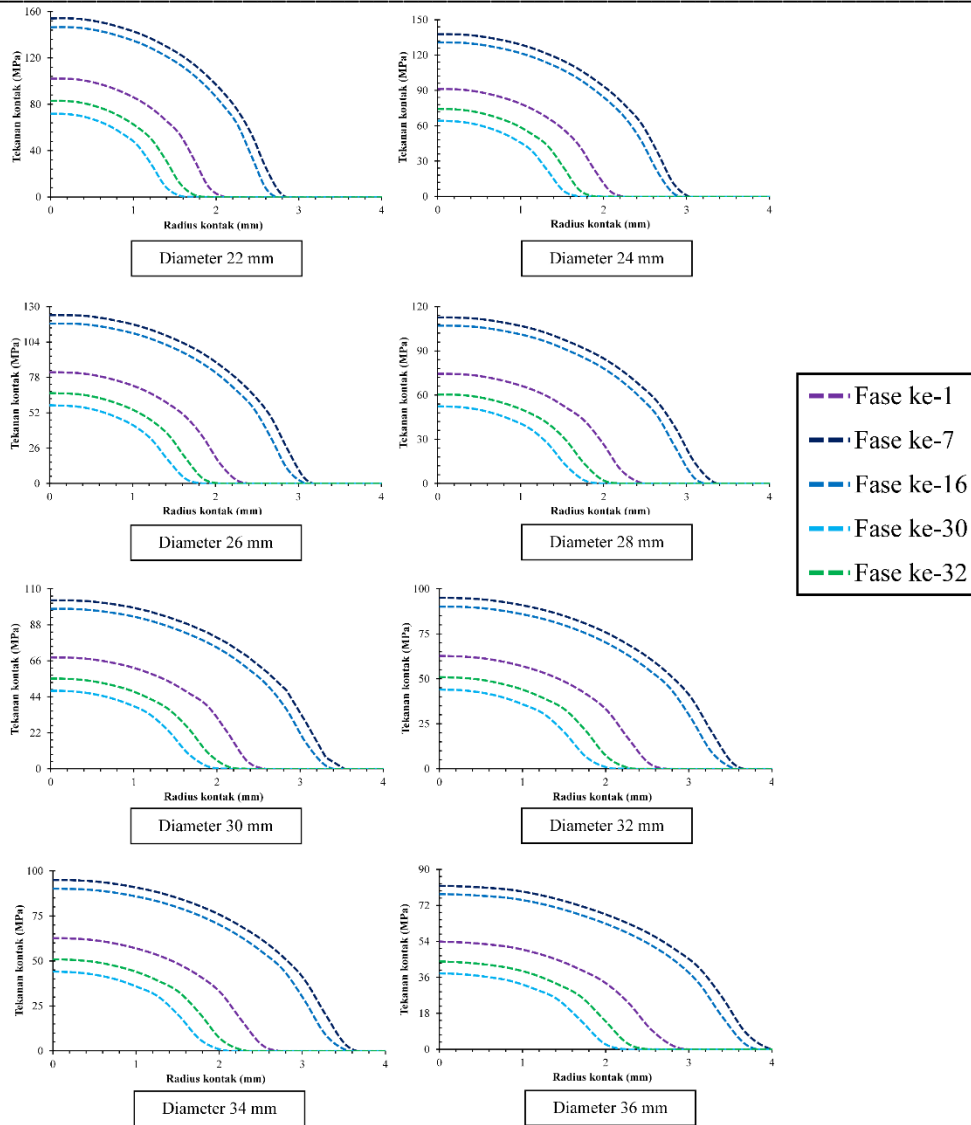 160
120
80
40
0
Tekanan kontak (MPa)
0 1 2 3 4
Radius kontak (mm)
Diameter 22 mm
150
120
90
60
30
0
Tekanan kontak (MPa)
0 1 2 3 4
Radius kontak (mm)
Diameter 24 mm
130
104
78
52
26
0
Tekanan kontak (MPa)
0 1 2 3 4
Radius kontak (mm)
Diameter 26 mm
120
90
60
30
0
Tekanan kontak (MPa)
0 1 2 3 4
Radius kontak (mm)
Diameter 28 mm
Fase ke-1
Fase ke-7
Fase ke-16
Fase ke-30
Fase ke-32
110
88
66
44
22
0
Tekanan kontak (MPa)
0 1 2 3 4
Radius kontak (mm)
Diameter 30 mm
100
75
50
25
0
Tekanan kontak (MPa)
0 1 2 3 4
Radius kontak (mm)
Diameter 32 mm
100
75
50
25
0
Tekanan kontak (MPa)
0 1 2 3 4
Radius kontak (mm)
Diameter 34 mm
90
72
54
36
18
0
Tekanan kontak (MPa)
0 1 2 3 4
Radius kontak (mm)
Diameter 36 mm